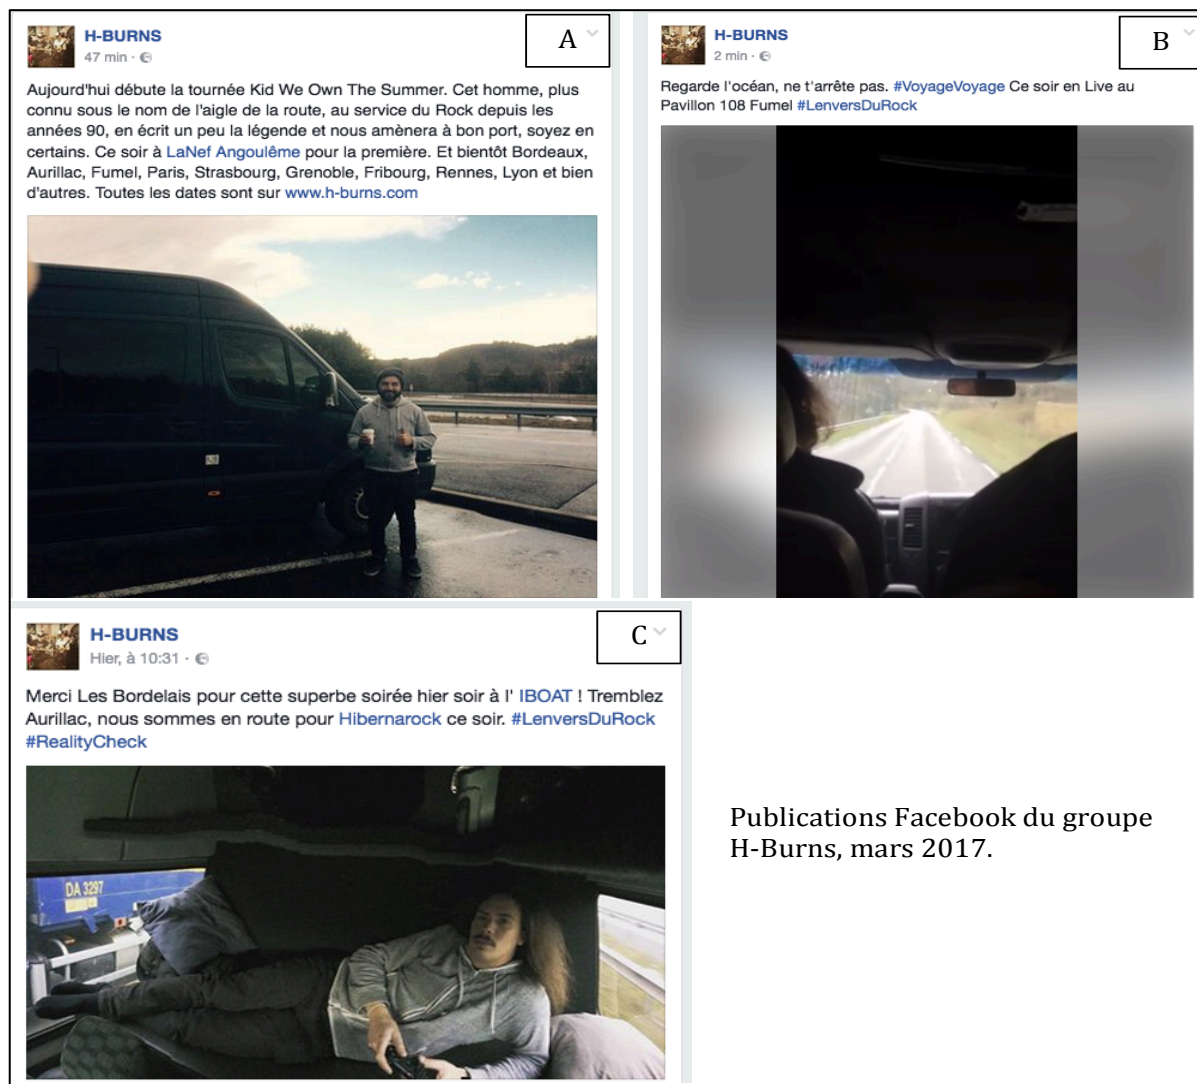 H-BURNS
47 min
A
Aujourd'hui débute la tournée Kid We Own The Summer. Cet homme, plus
connu sous le nom de l'aigle de la route, au service du Rock depuis les
années 90, en écrit un peu la légende et nous amènera à bon port, soyez en
certains. Ce soir à LaNef Angoulême pour la première. Et bientôt Bordeaux,
Aurillac, Fumel, Paris, Strasbourg, Grenoble, Fribourg, Rennes, Lyon et bien
d'autres. Toutes les dates sont sur www.h-burns.com
H-BURNS
2 min
B
Regarde l'océan, ne t'arrête pas. #VoyageVoyage Ce soir en Live au
Pavillon 108 Fumel #LenversDuRock
H-BURNS
Hier, à 10:31
C
Merci Les Bordelais pour cette superbe soirée hier soir à l' IBOAT ! Tremblez
Aurillac, nous sommes en route pour Hibernarock ce soir. #LenversDuRock
#RealityCheck
DA 3297
Publications Facebook du groupe
H-Burns, mars 2017.